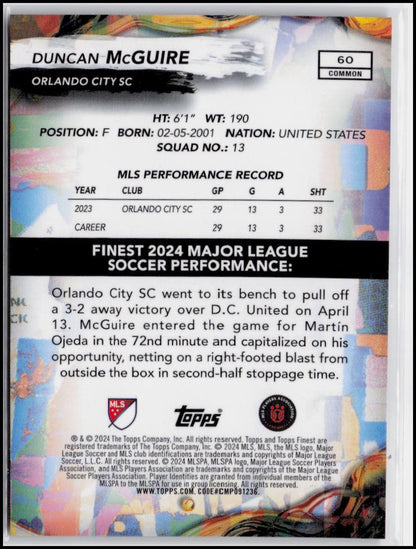 DUNCAN McGUIRE
ORLANDO CITY SC
60
COMMON
HT: 6'1" WT: 190
POSITION: F BORN: 02-05-2001 NATION: UNITED STATES
SQUAD NO.: 13
MLS PERFORMANCE RECORD
YEAR CLUB GP G A SHT
2023 ORLANDO CITY SC 29 13 3 33
CAREER 29 13 3 33
FINEST 2024 MAJOR LEAGUE
SOCCER PERFORMANCE:
Orlando City SC went to its bench to pull off
a 3-2 away victory over D.C. United on April
13. McGuire entered the game for Martín
Ojeda in the 72nd minute and capitalized on his
opportunity, netting on a right-footed blast from
outside the box in second-half stoppage time.
MLS
Topps
® & © 2024 The Topps Company, Inc. All rights reserved. Topps and Topps Finest are
registered trademarks of The Topps Company, Inc. © 2024 MLS, MLS, the MLS logo, Major
League Soccer and MLS club identifications are trademarks and copyrights of Major League
Soccer, L.L.C. All rights reserved. © 2024 MLSPA, MLSPA logo, Major League Soccer Players
Association, and MLS Players Association are trademarks and copyrights of the Major League
Soccer Players Association. Player Identities are granted from individual members of the
MLSPA to the MLSPA for use in group licensing. All rights reserved.
WWW.TOPPS.COM. CODE#CMP091236.